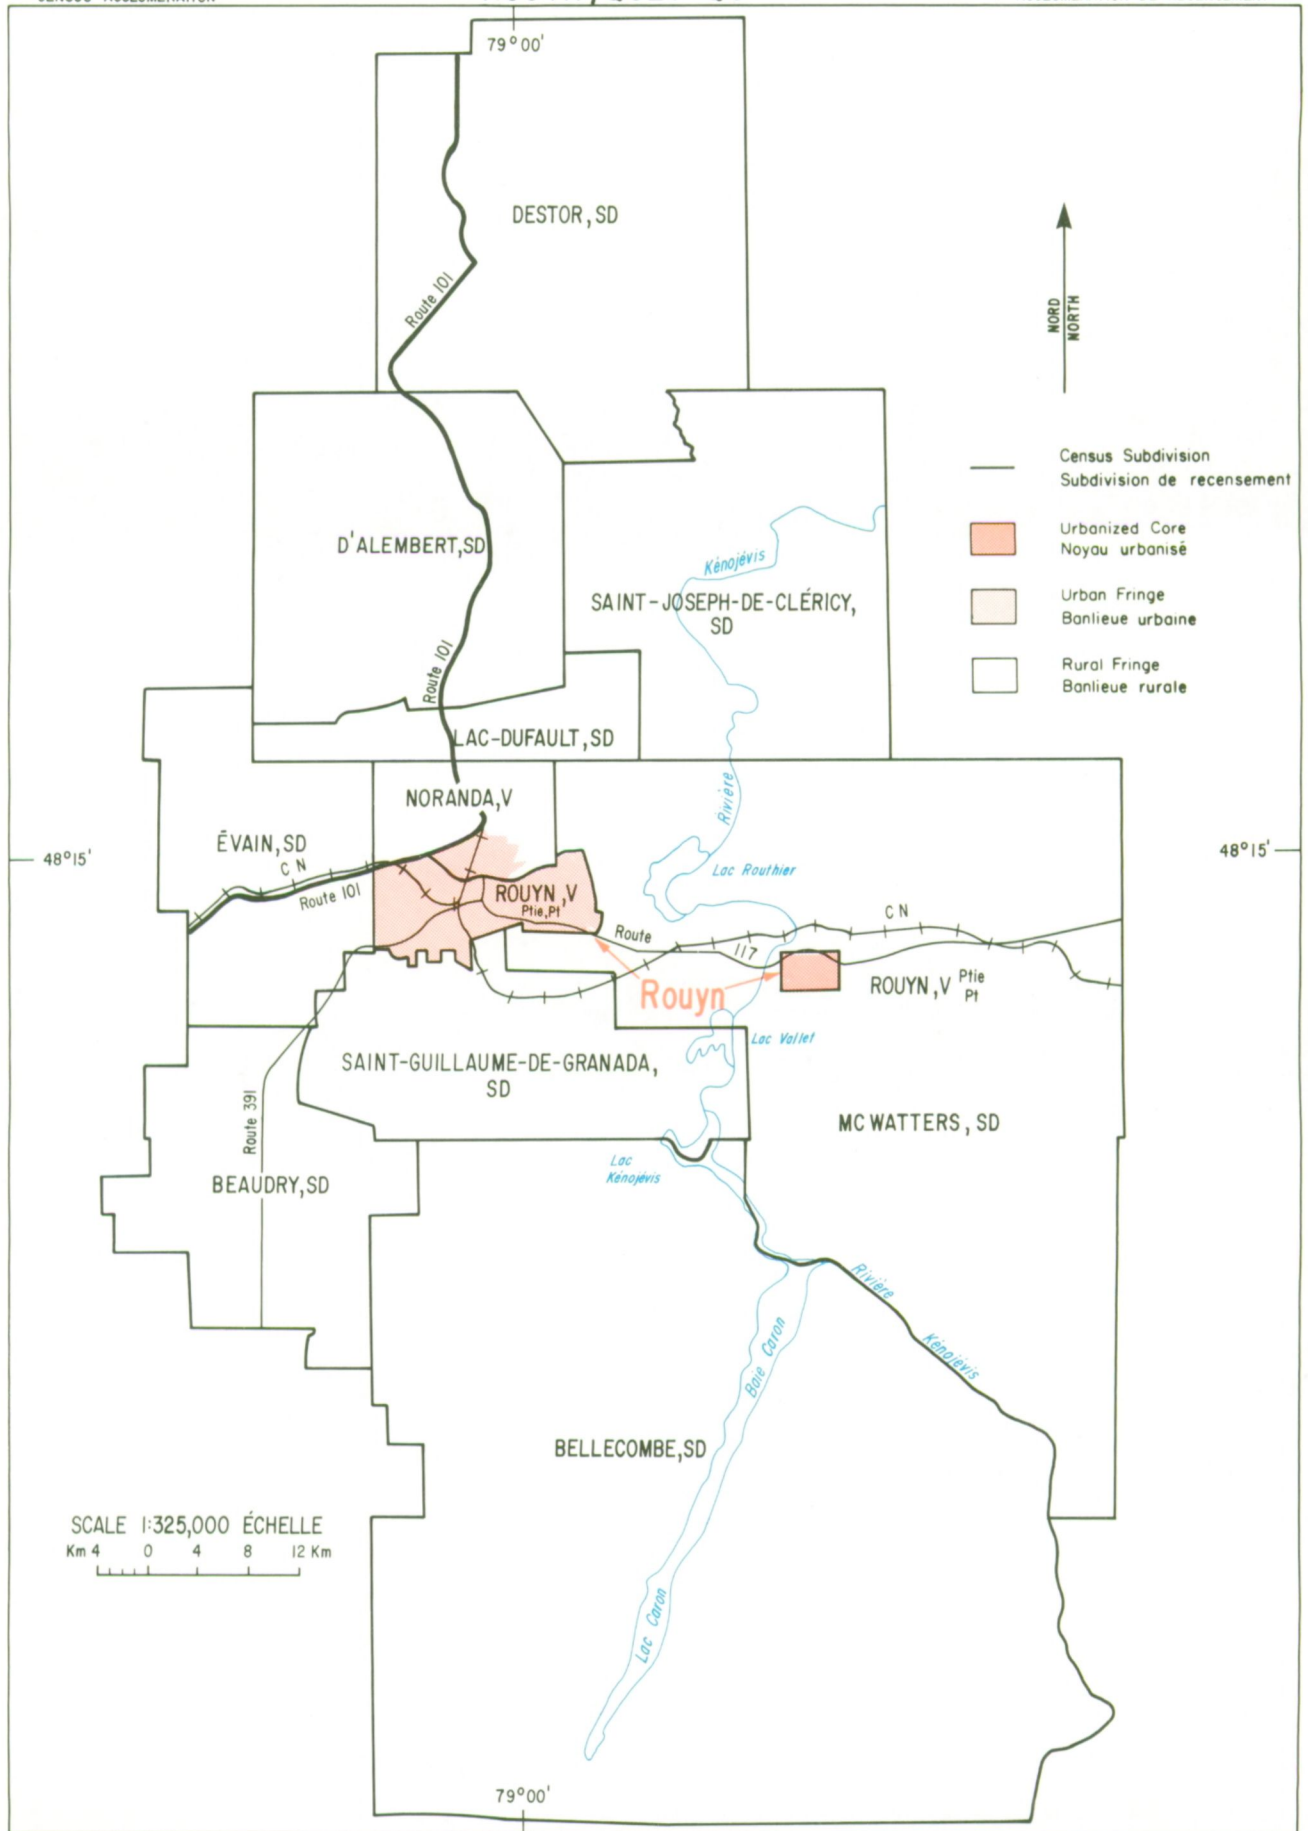 79°00'
DESTOR, SD
Route 101
NORD
NORTH
Census Subdivision
Subdivision de recensement
Urbanized Core
Noyau urbanisé
Urban Fringe
Banlieue urbaine
Rural Fringe
Banlieue rurale
D'ALEMBERT, SD
Kénojévis
SAINT-JOSEPH-DE-CLÉRICY,
SD
Route 101
LAC-DUFAULT, SD
NORANDA, V
Rivière
ÉVAIN, SD
48°15'
48°15'
C N
Route 101
ROUYN, V
Ptie, Pt
Lac Routhier
C N
Route 117
Rouyn
ROUYN, V Ptie
Pt
Lac Vallet
SAINT-GUILLAUME-DE-GRANADA,
SD
Route 391
MC WATTERS, SD
Lac
Kénojévis
BEAUDRY, SD
Rivière
Kénojévis
Baie Caron
BELLECOMBE, SD
SCALE 1:325,000 ÉCHELLE
Km 4 0 4 8 12 Km
Lac Caron
79°00'